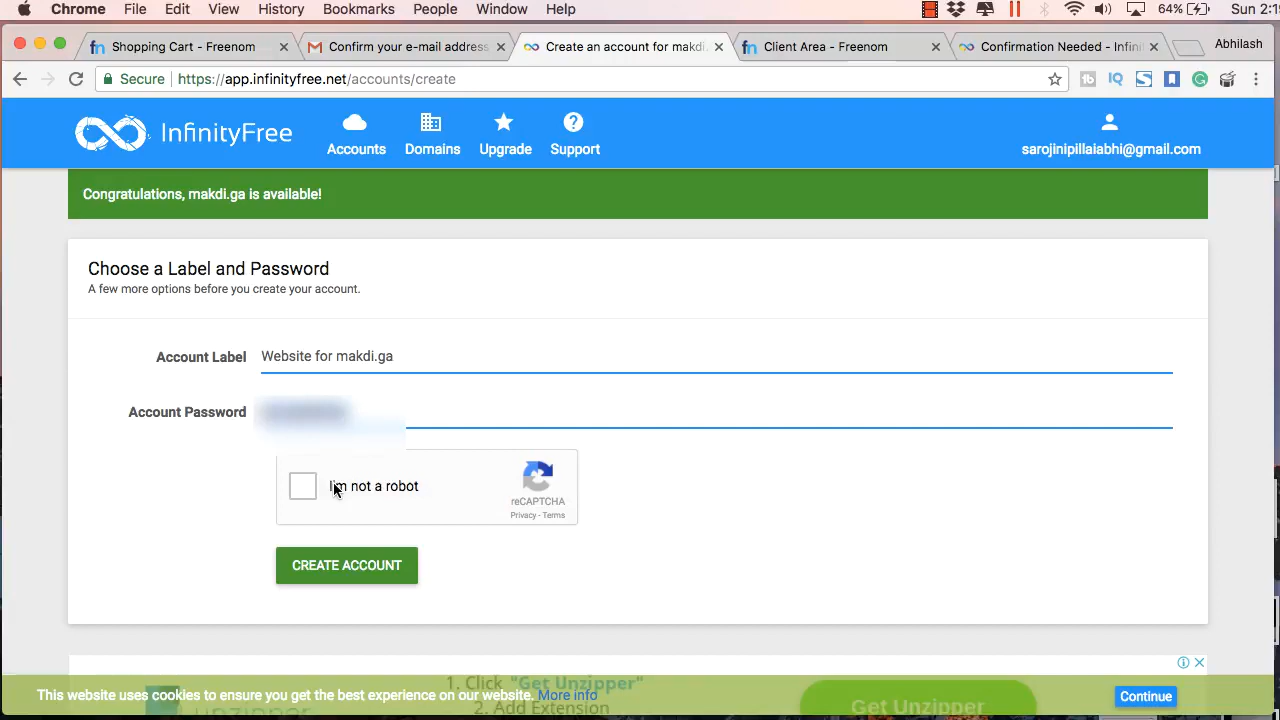 Chrome File Edit View History Bookmarks People Window Help 64% Sun 2:1
Shopping Cart - Freenom
Confirm your e-mail address
Create an account for makdi.
Client Area - Freenom
Confirmation Needed - Infini
Abhilash
Secure https://app.infinityfree.net/accounts/create
InfinityFree
Accounts Domains Upgrade Support
sarojinipillaiabhi@gmail.com
Congratulations, makdi.ga is available!
Choose a Label and Password
A few more options before you create your account.
Account Label Website for makdi.ga
Account Password
I'm not a robot
reCAPTCHA
Privacy - Terms
CREATE ACCOUNT
1. Click "Get Unzipper"
This website uses cookies to ensure you get the best experience on our website. More info
Continue
unzipper
2. Add Extension
Get Unzipper